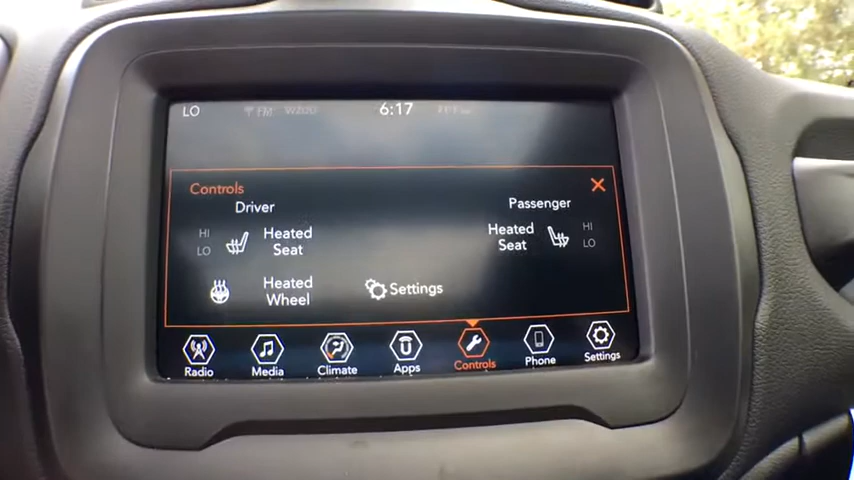 LO FM 6:17
Controls
Driver Passenger
HI Heated Heated HI
LO Seat Seat LO
Heated
Wheel Settings
Radio Media Climate Apps Controls Phone Settings